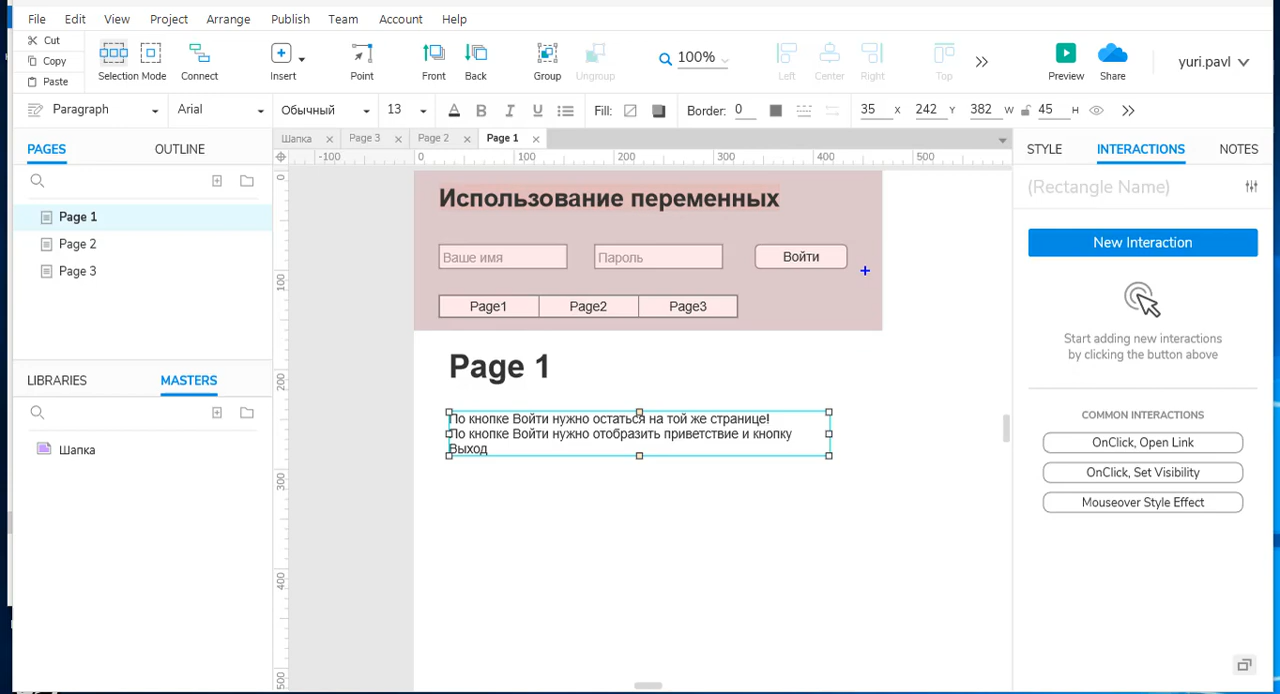 File Edit View Project Arrange Publish Team Account Help
Cut
Copy
Paste
Selection Mode Connect Insert Point Front Back Group Ungroup 100% Left Center Right Top Preview Share yuri.pavl
Paragraph Arial Обычный 13 Fill: Border: 0 35 X 242 Y 382 W 45 H
PAGES OUTLINE
Шапка Page 3 Page 2 Page 1
STYLE INTERACTIONS NOTES
-100 0 100 200 300 400 500
0
100
200
300
400
500
Page 1
Page 2
Page 3
LIBRARIES MASTERS
Шапка
Использование переменных
Ваше имя Пароль Войти
Page1 Page2 Page3
Page 1
По кнопке Войти нужно остаться на той же странице!
По кнопке Войти нужно отобразить приветствие и кнопку
Выход
(Rectangle Name)
New Interaction
Start adding new interactions
by clicking the button above
COMMON INTERACTIONS
OnClick, Open Link
OnClick, Set Visibility
Mouseover Style Effect